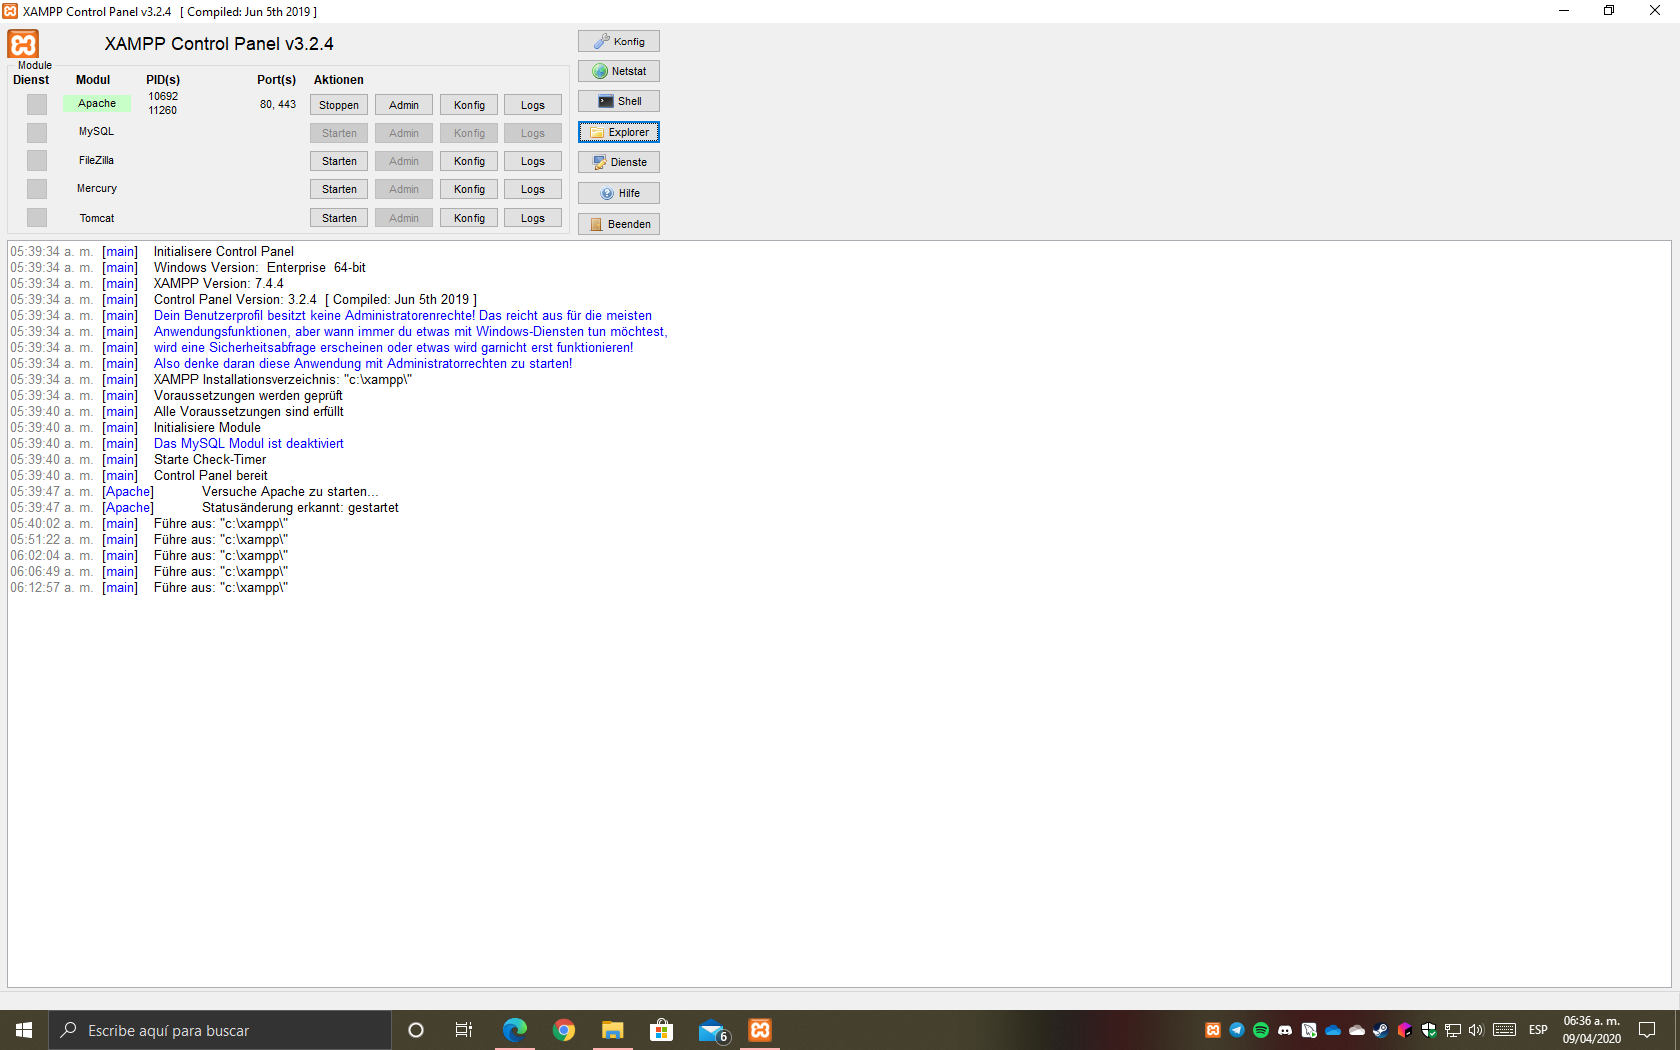 XAMPP Control Panel v3.2.4 [ Compiled: Jun 5th 2019 ]
XAMPP Control Panel v3.2.4
Konfig
Module
Dienst Modul PID(s) Port(s) Aktionen
Netstat
Apache 10692 11260 80, 443 Stoppen Admin Konfig Logs
Shell
MySQL Starten Admin Konfig Logs
Explorer
FileZilla Starten Admin Konfig Logs
Dienste
Mercury Starten Admin Konfig Logs
Hilfe
Tomcat Starten Admin Konfig Logs
Beenden
05:39:34 a. m. [main] Initialisere Control Panel
05:39:34 a. m. [main] Windows Version: Enterprise 64-bit
05:39:34 a. m. [main] XAMPP Version: 7.4.4
05:39:34 a. m. [main] Control Panel Version: 3.2.4 [ Compiled: Jun 5th 2019 ]
05:39:34 a. m. [main] Dein Benutzerprofil besitzt keine Administratorenrechte! Das reicht aus für die meisten
05:39:34 a. m. [main] Anwendungsfunktionen, aber wann immer du etwas mit Windows-Diensten tun möchtest,
05:39:34 a. m. [main] wird eine Sicherheitsabfrage erscheinen oder etwas wird garnicht erst funktionieren!
05:39:34 a. m. [main] Also denke daran diese Anwendung mit Administratorrechten zu starten!
05:39:34 a. m. [main] XAMPP Installationsverzeichnis: "c:\xampp\"
05:39:34 a. m. [main] Voraussetzungen werden geprüft
05:39:40 a. m. [main] Alle Voraussetzungen sind erfüllt
05:39:40 a. m. [main] Initialisiere Module
05:39:40 a. m. [main] Das MySQL Modul ist deaktiviert
05:39:40 a. m. [main] Starte Check-Timer
05:39:40 a. m. [main] Control Panel bereit
05:39:47 a. m. [Apache] Versuche Apache zu starten...
05:39:47 a. m. [Apache] Statusänderung erkannt: gestartet
05:40:02 a. m. [main] Führe aus: "c:\xampp\"
05:51:22 a. m. [main] Führe aus: "c:\xampp\"
06:02:04 a. m. [main] Führe aus: "c:\xampp\"
06:06:49 a. m. [main] Führe aus: "c:\xampp\"
06:12:57 a. m. [main] Führe aus: "c:\xampp\"
Escribe aquí para buscar
6
ESP
06:36 a. m.
09/04/2020